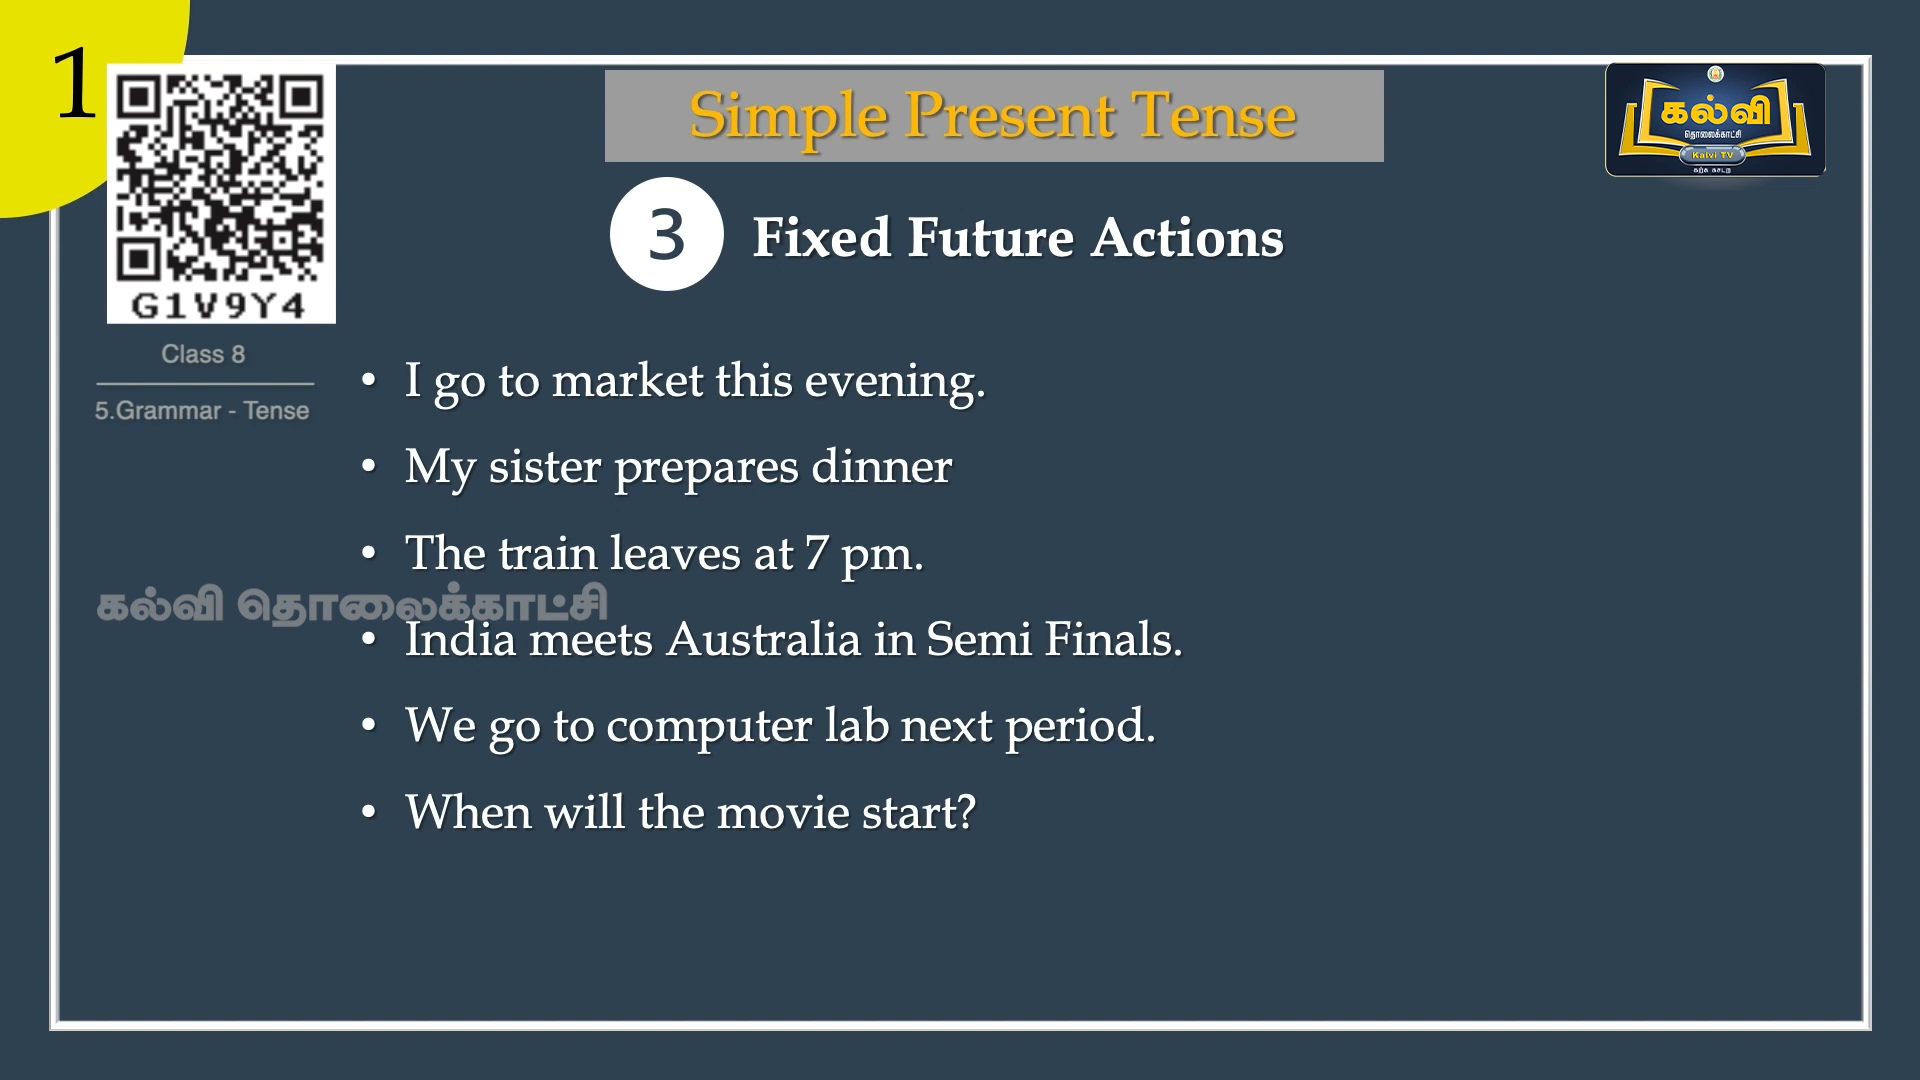 1
G1V9Y4
Class 8
5.Grammar - Tense
Simple Present Tense
கல்வி
தொலைக்காட்சி
Kalvi TV
கற்க கசடற
3 Fixed Future Actions
• I go to market this evening.
• My sister prepares dinner
• The train leaves at 7 pm.
கல்வி தொலைக்காட்சி
• India meets Australia in Semi Finals.
• We go to computer lab next period.
• When will the movie start?